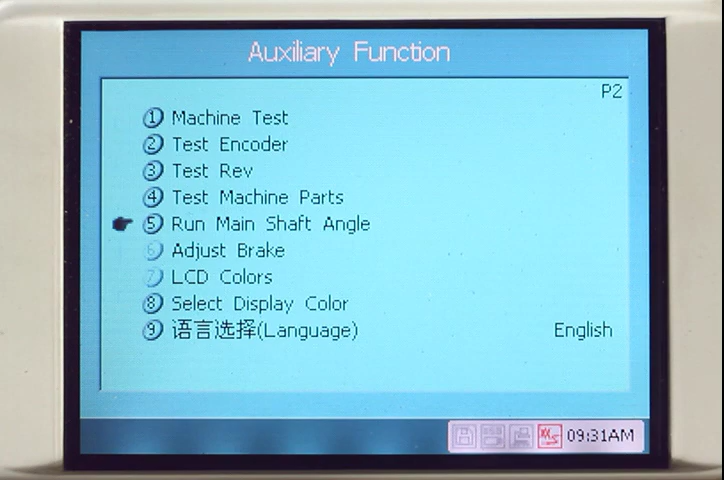 Auxiliary Function
P2
1 Machine Test
2 Test Encoder
3 Test Rev
4 Test Machine Parts
5 Run Main Shaft Angle
6 Adjust Brake
7 LCD Colors
8 Select Display Color
9 语言选择(Language) English
09:31AM